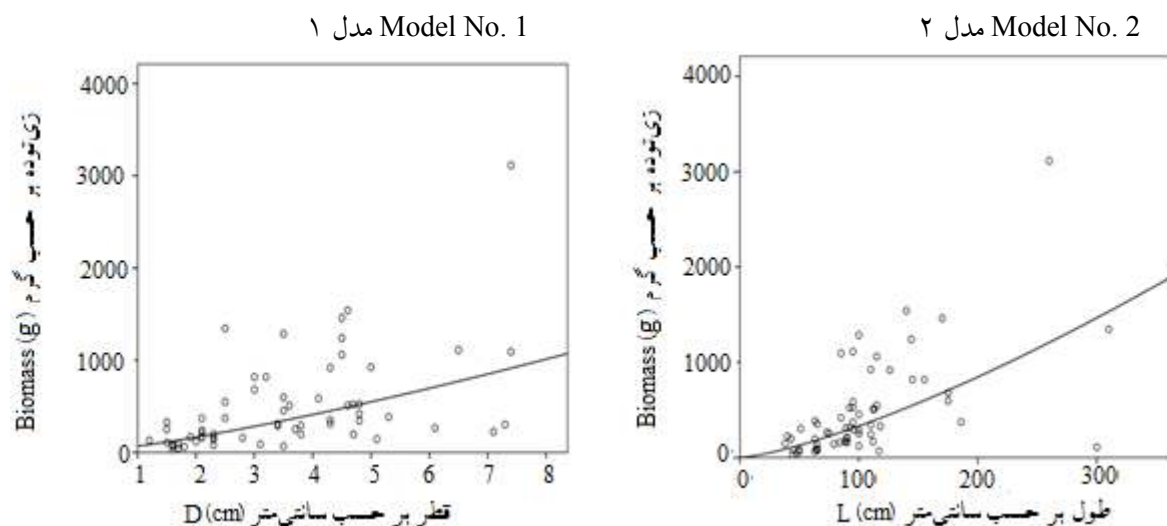 Model No. 1 مدل ۱
Model No. 2 مدل ۲
زی‌توده بر حسب گرم Biomass (g)
4000
3000
2000
1000
0
1 2 3 4 5 6 7 8
قطر بر حسب سانتی‌متر D (cm)
زی‌توده بر حسب گرم Biomass (g)
4000
3000
2000
1000
0
0 100 200 300
طول بر حسب سانتی‌متر L (cm)